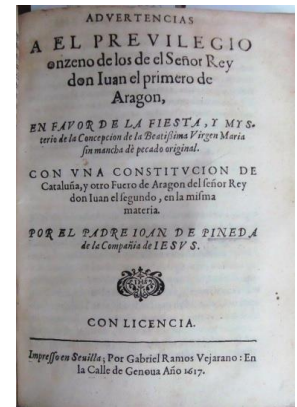 ADVERTENCIAS
A EL PREVILEGIO
onzeno de los de el Señor Rey
don Iuan el primero de
Aragon,
EN FAVOR DE LA FIESTA, Y MYS-
terio de la Concepcion de la Beatissima Virgen Maria
sin mancha de pecado original.
CON VNA CONSTITVCION DE
Cataluña, y otro Fuero de Aragon del señor Rey
don Iuan el segundo, en la misma
materia.
POR EL PADRE IOAN DE PINEDA
de la Compañia de IESVS.
IHS
CON LICENCIA.
Impresso en Seuilla; Por Gabriel Ramos Vejarano: En
la Calle de Genoua Año 1617.